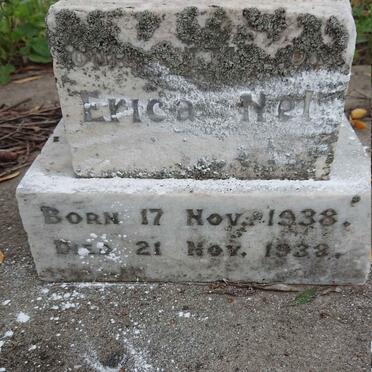 Erica Nel
Born 17 Nov. 1938.
Died 21 Nov. 1938.